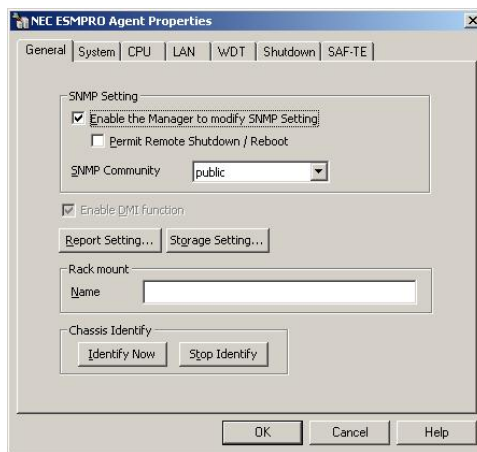 NEC ESMPRO Agent Properties
General System CPU LAN WDT Shutdown SAF-TE
SNMP Setting
Enable the Manager to modify SNMP Setting
Permit Remote Shutdown / Reboot
SNMP Community public
Enable DMI function
Report Setting... Storage Setting...
Rack mount
Name
Chassis Identify
Identify Now Stop Identify
OK Cancel Help